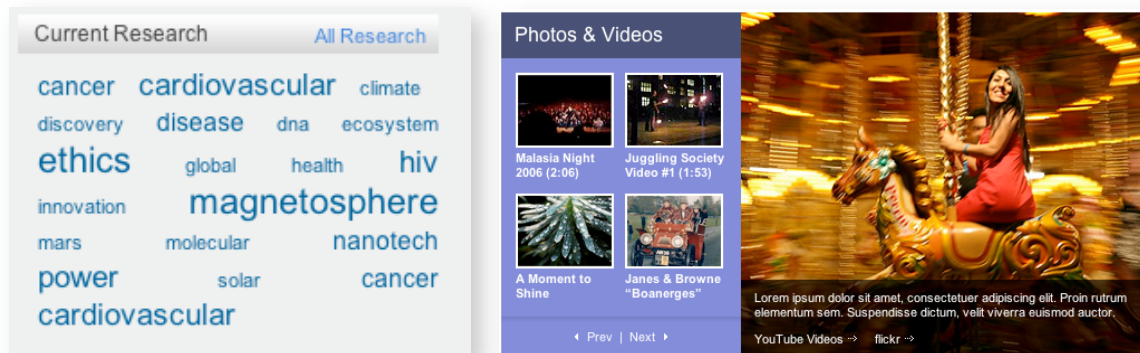 Current Research All Research
cancer cardiovascular climate
discovery disease dna ecosystem
ethics global health hiv
innovation magnetosphere
mars molecular nanotech
power solar cancer
cardiovascular
Photos & Videos
Malasia Night
2006 (2:06)
Juggling Society
Video #1 (1:53)
A Moment to
Shine
Janes & Browne
“Boanerges”
Prev | Next
Lorem ipsum dolor sit amet, consectetuer adipiscing elit. Proin rutrum
elementum sem. Suspendisse dictum, velit viverra euismod auctor.
YouTube Videos flickr